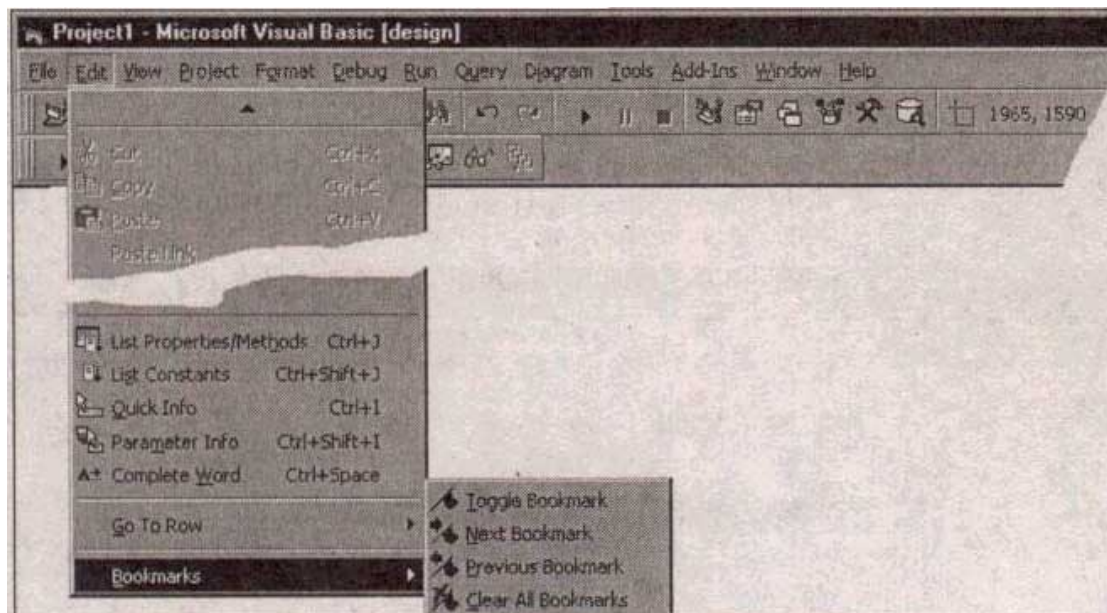 Project1 - Microsoft Visual Basic [design]
File Edit View Project Format Debug Run Query Diagram Tools Add-Ins Window Help
1965, 1590
Cut Ctrl+X
Copy Ctrl+C
Paste Ctrl+V
Paste Link
List Properties/Methods Ctrl+J
List Constants Ctrl+Shift+J
Quick Info Ctrl+I
Parameter Info Ctrl+Shift+I
Complete Word Ctrl+Space
Go To Row
Bookmarks
Toggle Bookmark
Next Bookmark
Previous Bookmark
Clear All Bookmarks